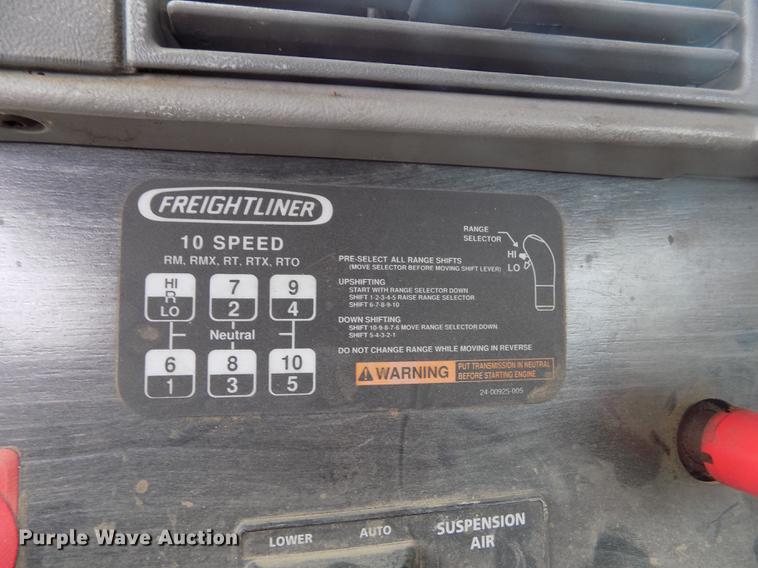 FREIGHTLINER
10 SPEED
RM, RMX, RT, RTX, RTO
HI R LO
7 2
9 4
Neutral
6 1
8 3
10 5
RANGE
SELECTOR
HI
LO
PRE-SELECT ALL RANGE SHIFTS
(MOVE SELECTOR BEFORE MOVING SHIFT LEVER)
UPSHIFTING
START WITH RANGE SELECTOR DOWN
SHIFT 1-2-3-4-5 RAISE RANGE SELECTOR
SHIFT 6-7-8-9-10
DOWN SHIFTING
SHIFT 10-9-8-7-6 MOVE RANGE SELECTOR DOWN
SHIFT 5-4-3-2-1
DO NOT CHANGE RANGE WHILE MOVING IN REVERSE
WARNING
PUT TRANSMISSION IN NEUTRAL
BEFORE STARTING ENGINE
24-00925-005
LOWER
AUTO
SUSPENSION
AIR
Purple Wave Auction